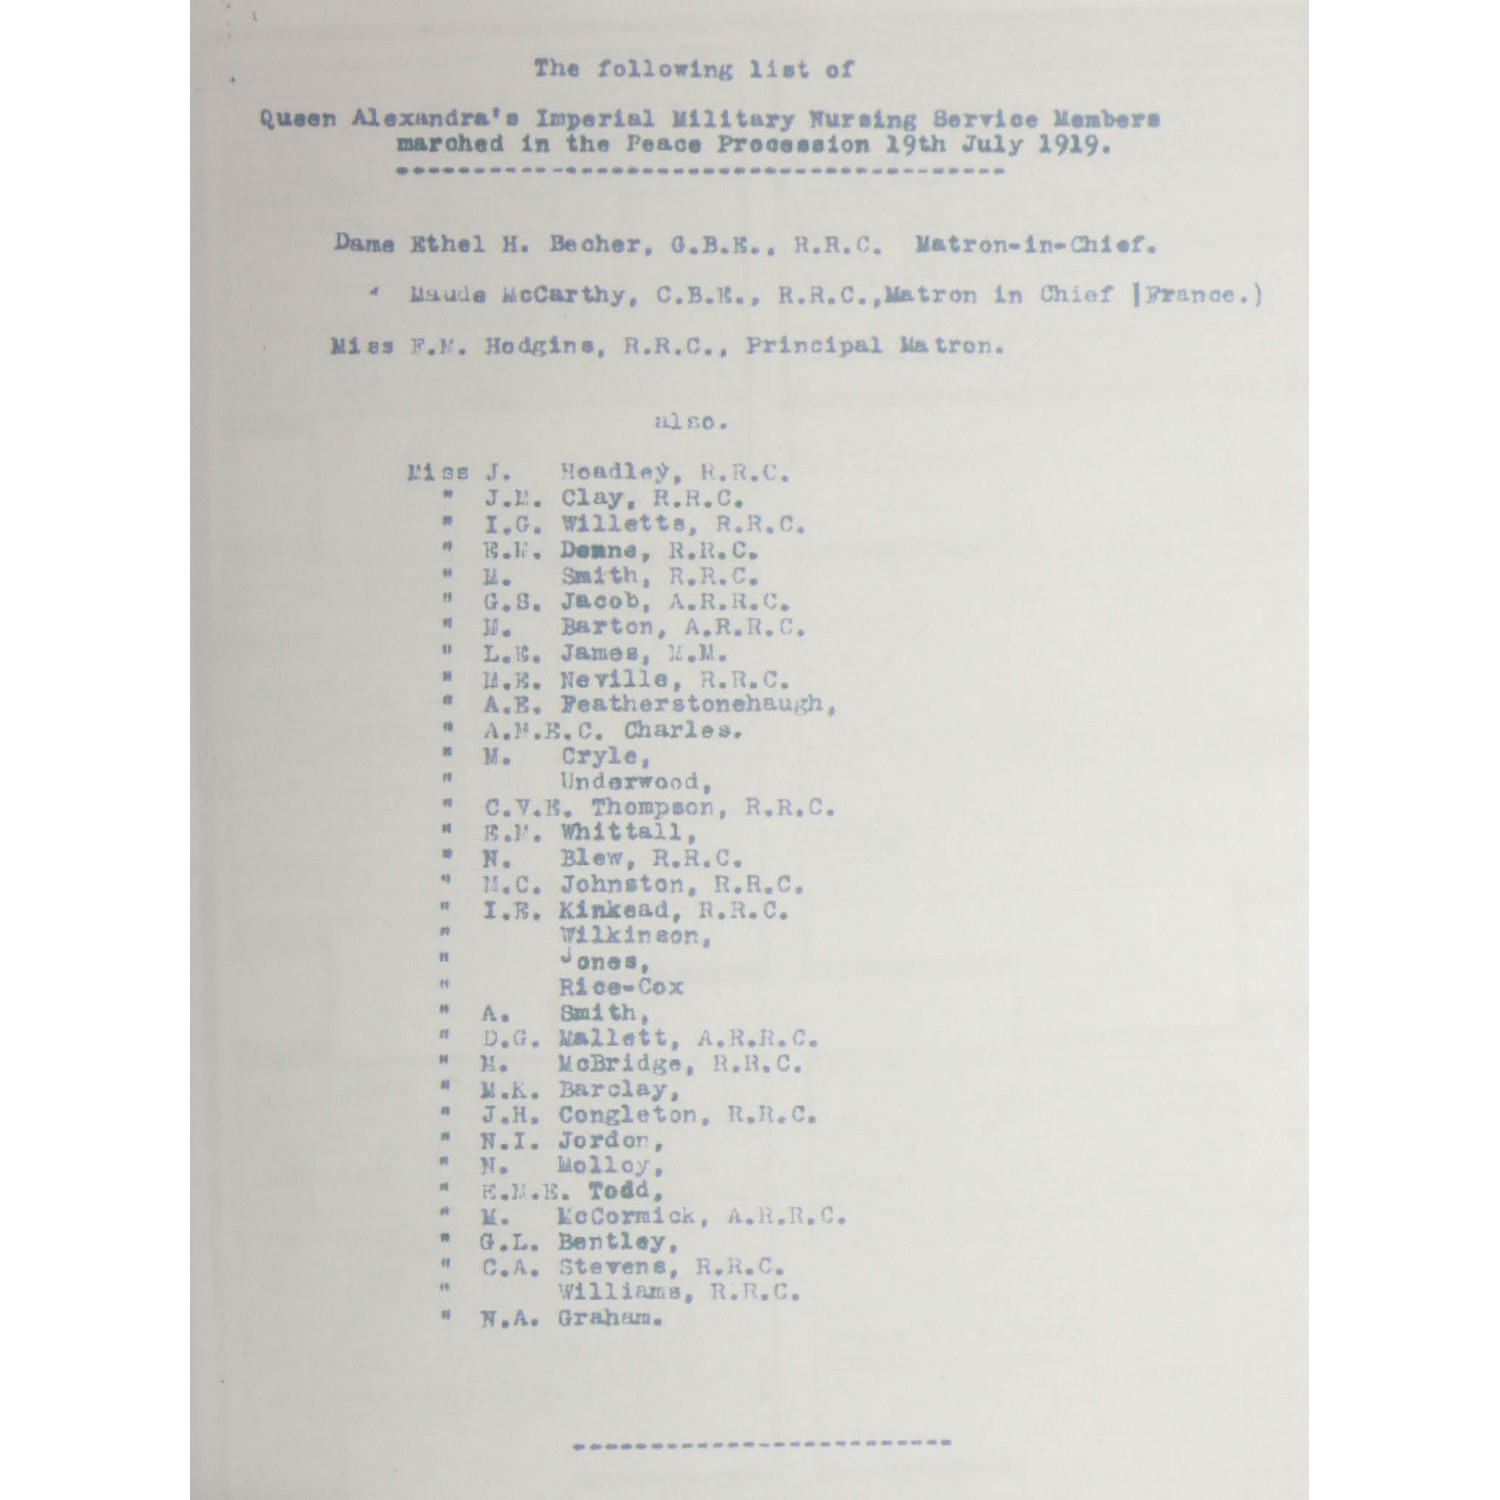 The following list of
Queen Alexandra's Imperial Military Nursing Service Members
marched in the Peace Procession 19th July 1919.
Dame Ethel H. Becher, G.B.E., R.R.C. Matron-in-Chief.
" Maude McCarthy, C.B.E., R.R.C.,Matron in Chief (France.)
Miss F.M. Hodgins, R.R.C., Principal Matron.
also.
Miss J. Hoadley, R.R.C.
" J.M. Clay, R.R.C.
" I.G. Willetts, R.R.C.
" E.M. Denne, R.R.C.
" M. Smith, R.R.C.
" G.S. Jacob, A.R.R.C.
" M. Barton, A.R.R.C.
" L.E. James, M.M.
" M.E. Neville, R.R.C.
" A.E. Featherstonehaugh,
" A.M.E.C. Charles.
" M. Cryle,
" Underwood,
" C.V.E. Thompson, R.R.C.
" E.M. Whittall,
" N. Blew, R.R.C.
" M.C. Johnston, R.R.C.
" I.E. Kinkead, R.R.C.
" Wilkinson,
" Jones,
" Rice-Cox
" A. Smith,
" D.G. Mallett, A.R.R.C.
" M. McBridge, R.R.C.
" M.K. Barclay,
" J.H. Congleton, R.R.C.
" N.I. Jordon,
" N. Molloy,
" E.M.E. Todd,
" M. McCormick, A.R.R.C.
" G.L. Bentley,
" C.A. Stevens, R.R.C.
" Williams, R.R.C.
" N.A. Graham.